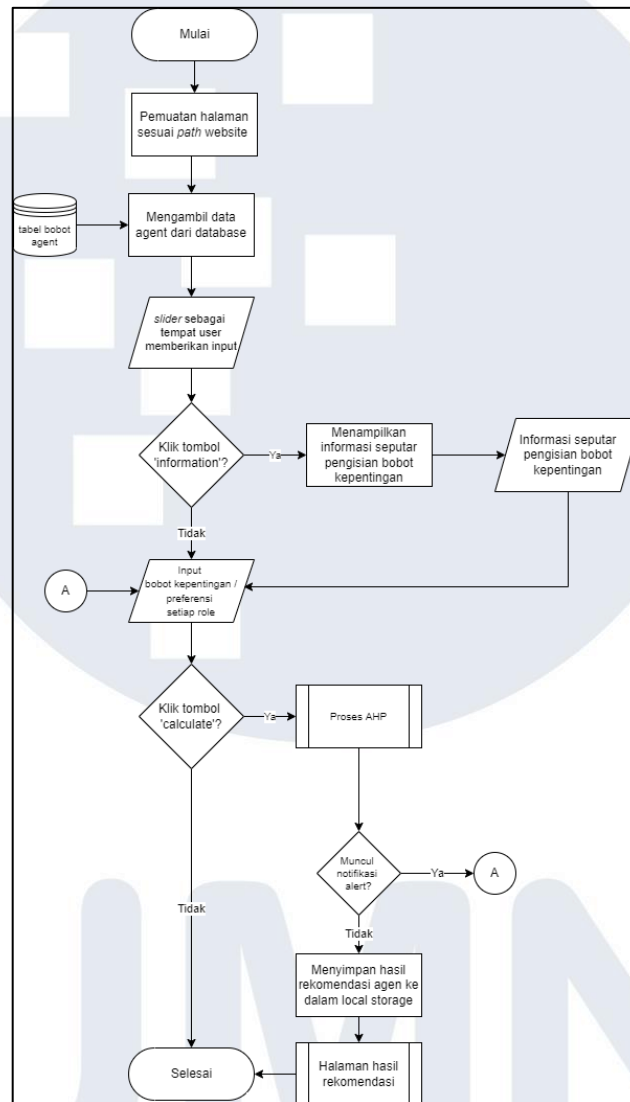 Mulai
Pemuatan halaman
sesuai path website
tabel bobot
agent
Mengambil data
agent dari database
slider sebagai
tempat user
memberikan input
Klik tombol
'information'?
Ya
Menampilkan
informasi seputar
pengisian bobot
kepentingan
Informasi seputar
pengisian bobot
kepentingan
Tidak
A
Input
bobot kepentingan /
preferensi
setiap role
Klik tombol
'calculate'?
Ya
Proses AHP
Muncul
notifikasi
alert?
Ya
A
Tidak
Tidak
Menyimpan hasil
rekomendasi agen ke
dalam local storage
Selesai
Halaman hasil
rekomendasi
UMN